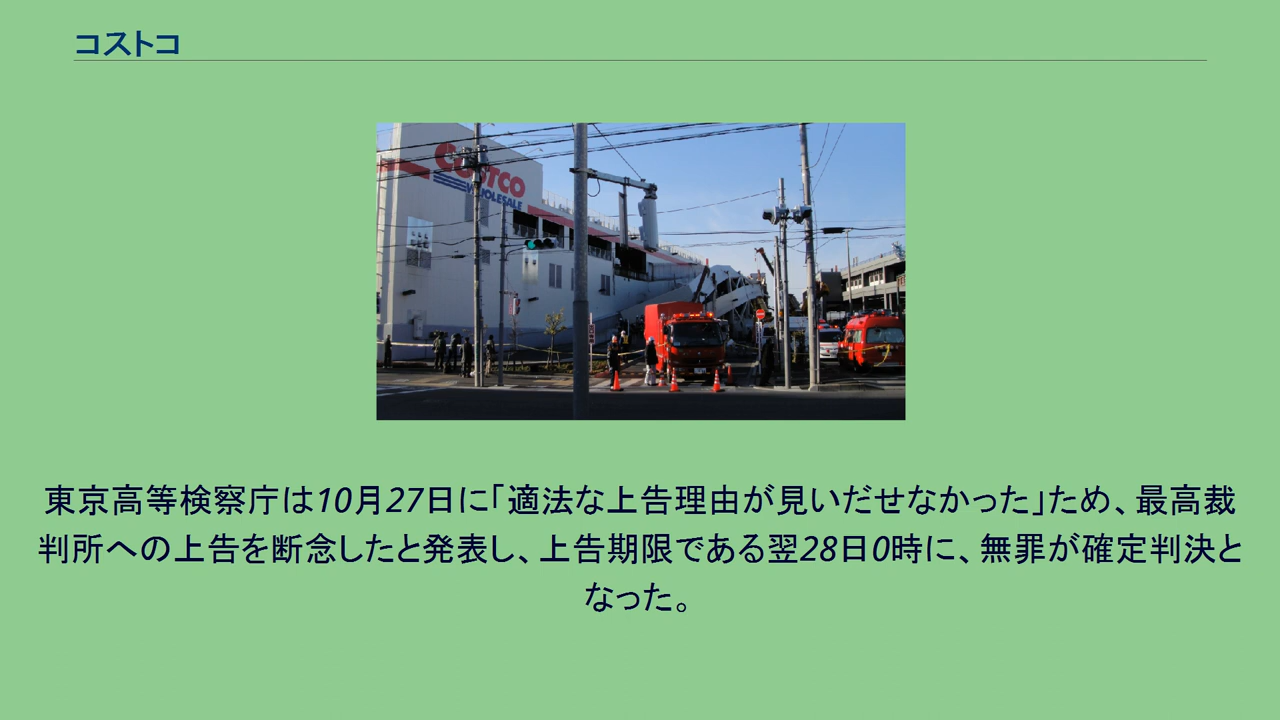 コストコ
COSTCO
WHOLESALE
東京高等検察庁は10月27日に「適法な上告理由が見いだせなかった」ため、最高裁
判所への上告を断念したと発表し、上告期限である翌28日0時に、無罪が確定判決と
なった。